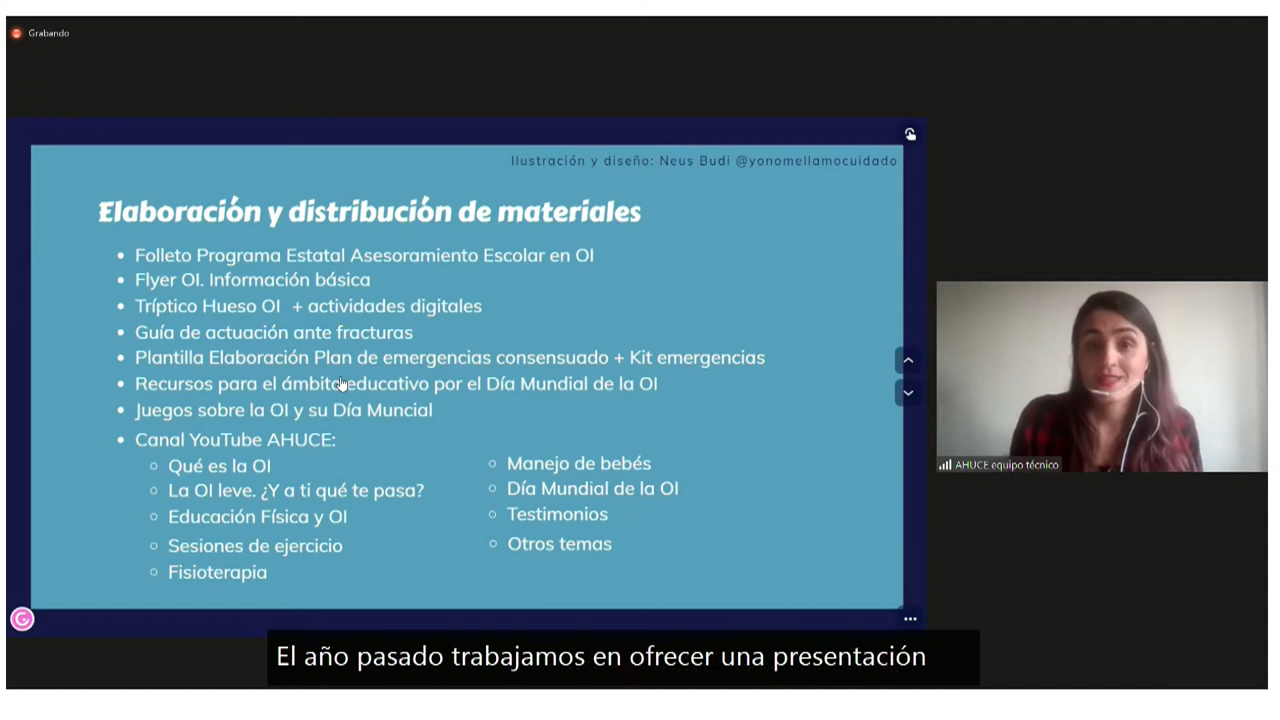 Grabando
Ilustración y diseño: Neus Budí @yonomellamocuidado
Elaboración y distribución de materiales
Folleto Programa Estatal Asesoramiento Escolar en OI
Flyer OI. Información básica
Tríptico Hueso OI + actividades digitales
Guía de actuación ante fracturas
Plantilla Elaboración Plan de emergencias consensuado + Kit emergencias
Recursos para el ámbito educativo por el Día Mundial de la OI
Juegos sobre la OI y su Día Muncial
Canal YouTube AHUCE:
Qué es la OI
La OI leve. ¿Y a ti qué te pasa?
Educación Física y OI
Sesiones de ejercicio
Fisioterapia
Manejo de bebés
Día Mundial de la OI
Testimonios
Otros temas
AHUCE equipo técnico
El año pasado trabajamos en ofrecer una presentación